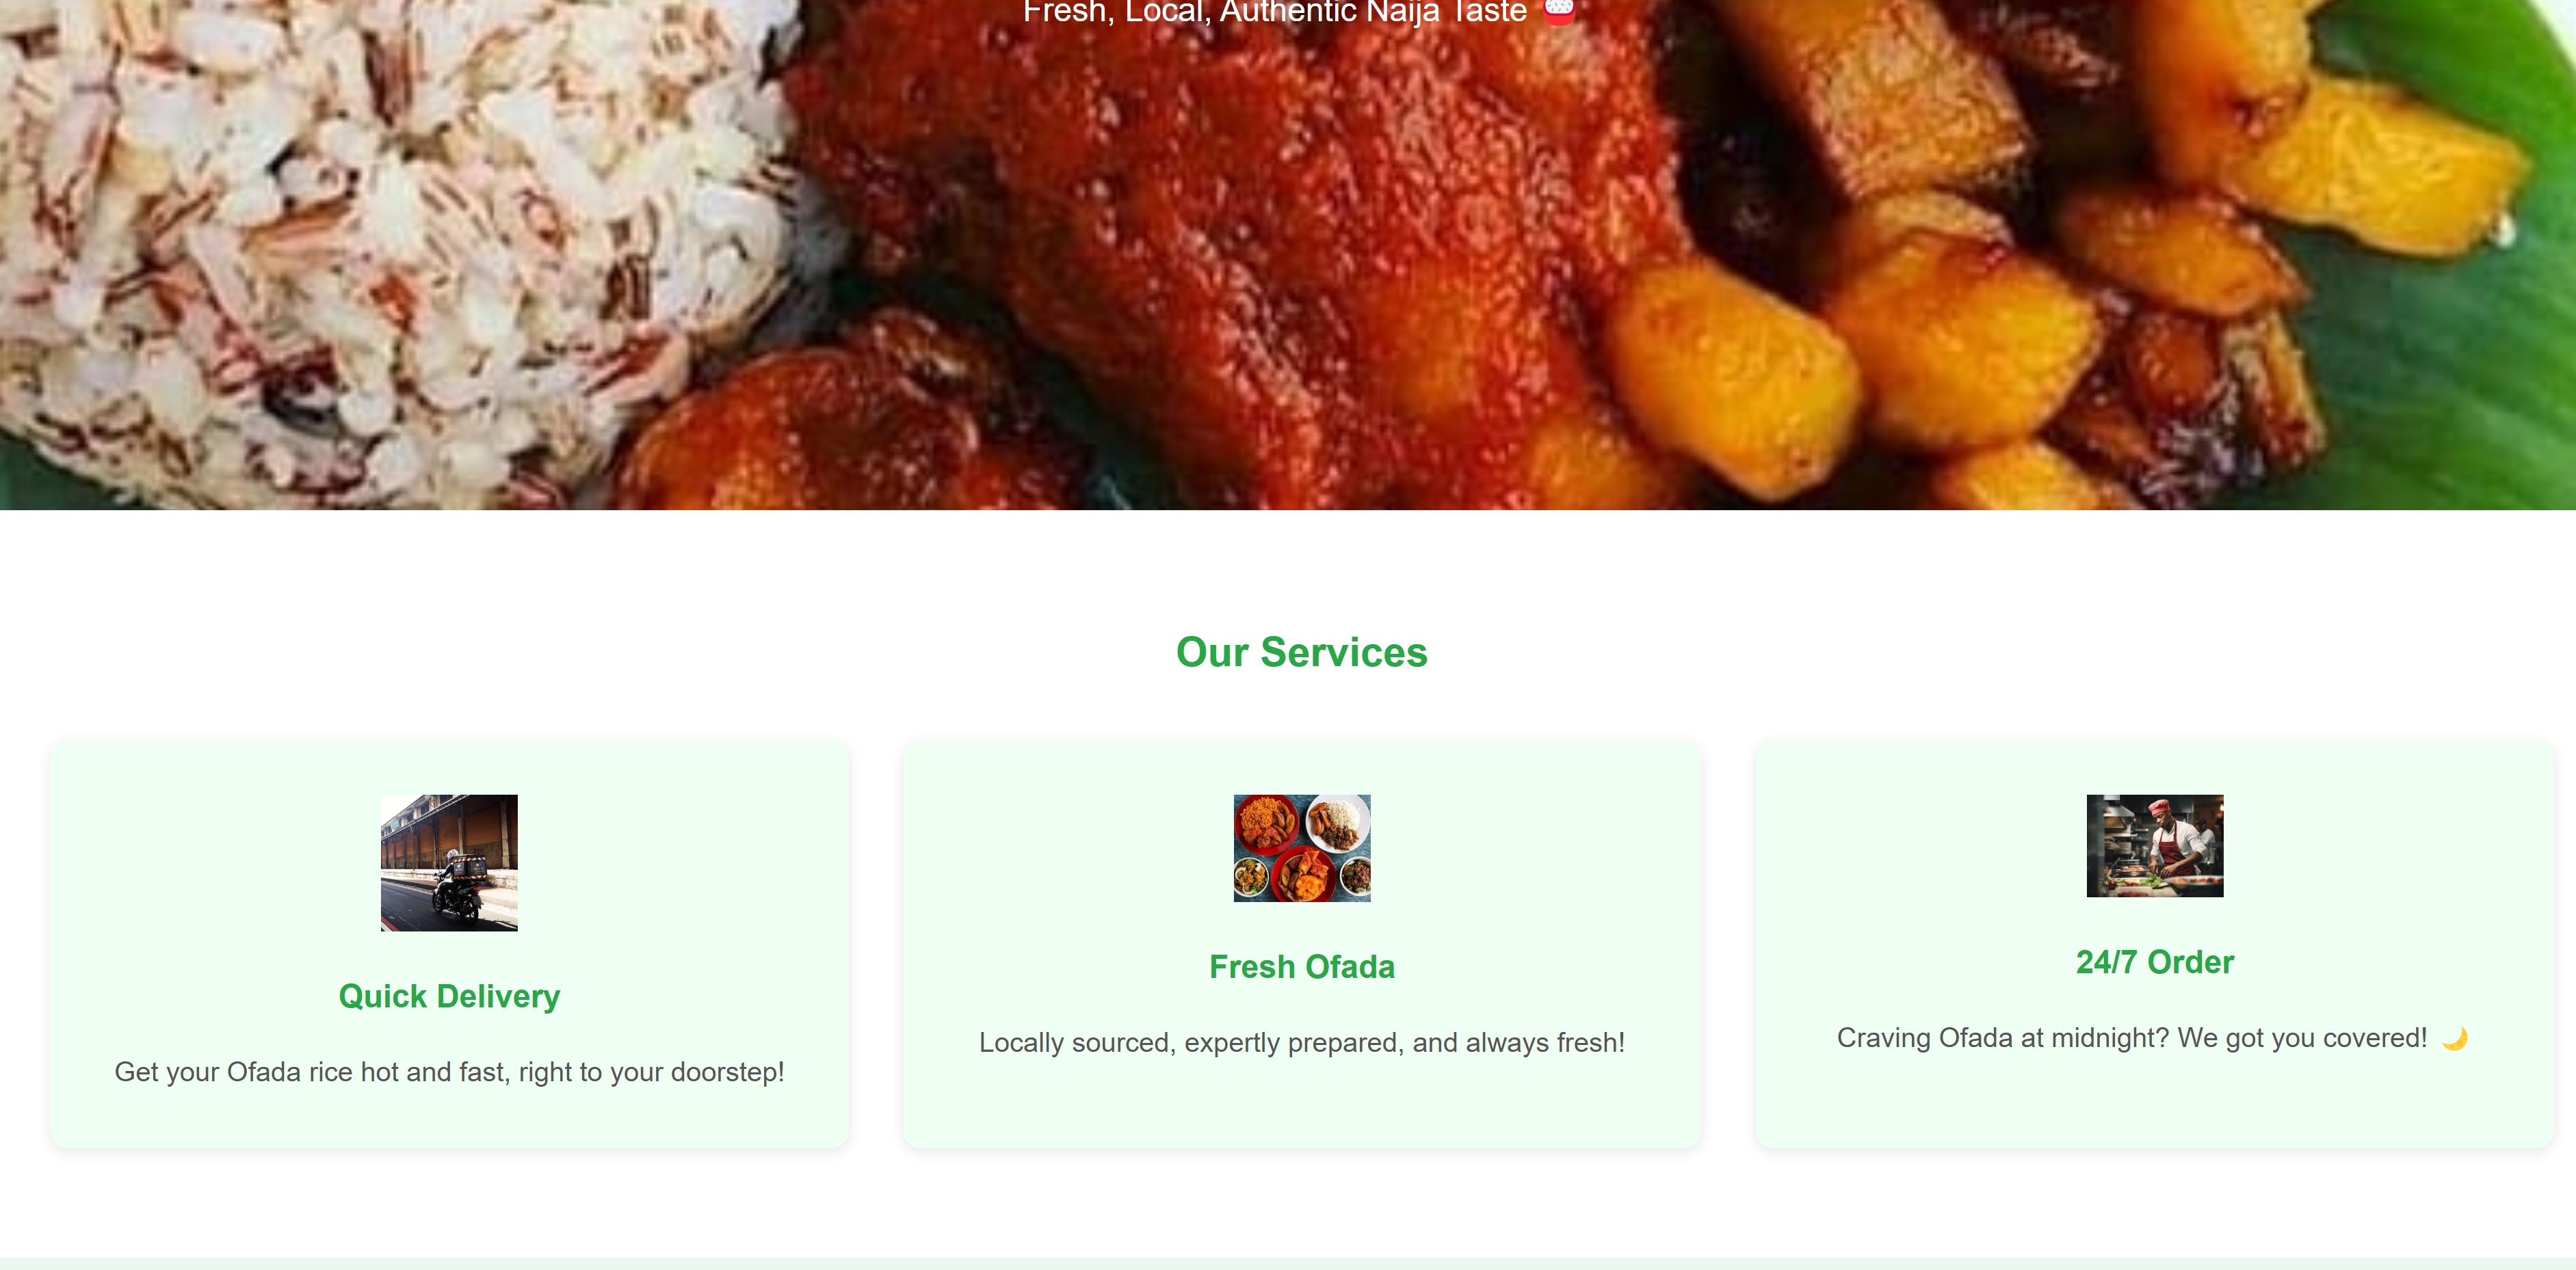 Fresh, Local, Authentic Naija Taste 🍚
Our Services
Quick Delivery
Get your Ofada rice hot and fast, right to your doorstep!
Fresh Ofada
Locally sourced, expertly prepared, and always fresh!
24/7 Order
Craving Ofada at midnight? We got you covered! 🌙